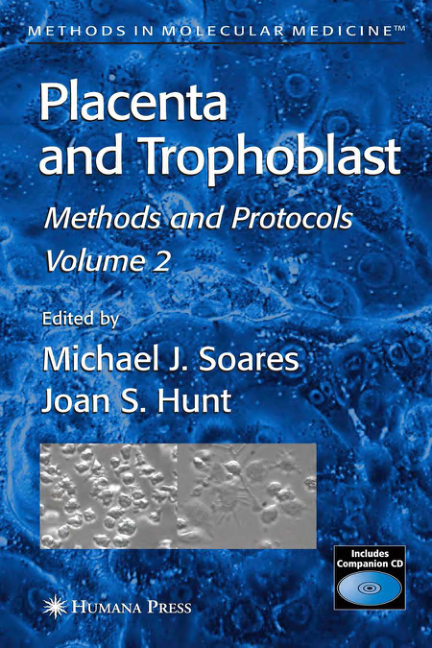 METHODS IN MOLECULAR MEDICINE™
Placenta
and Trophoblast
Methods and Protocols
Volume 2
Edited by
Michael J. Soares
Joan S. Hunt
Includes
Companion CD
HUMANA PRESS